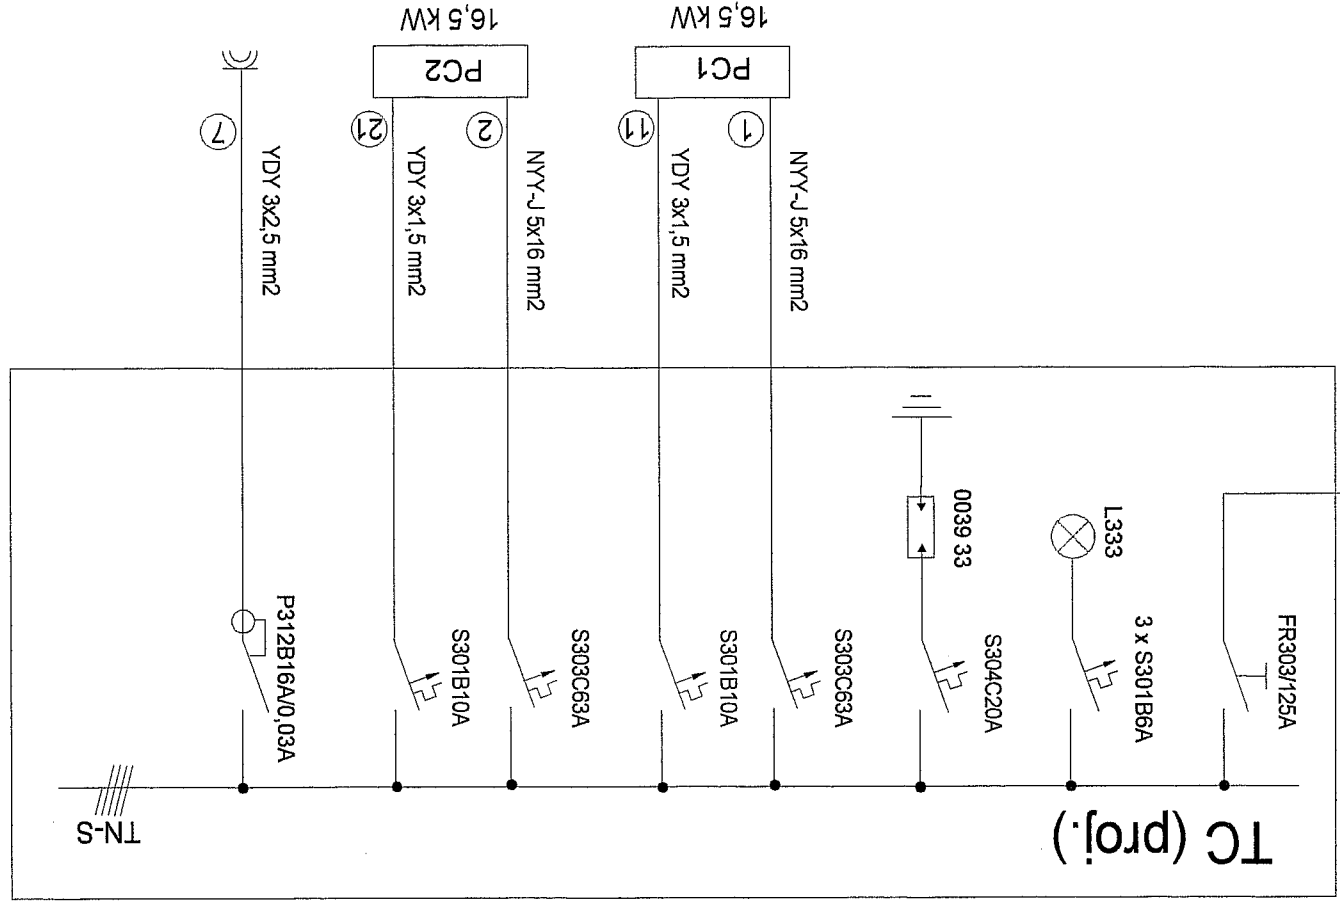 TC (proj.)
TN-S
FR303/125A
L333
3 x S301B6A
0039 33
S304C20A
16,5 kW
PC1
1
NYY-J 5x16 mm2
S303C63A
11
YDY 3x1,5 mm2
S301B10A
16,5 kW
PC2
2
NYY-J 5x16 mm2
S303C63A
21
YDY 3x1,5 mm2
S301B10A
7
YDY 3x2,5 mm2
P312B16A/0,03A